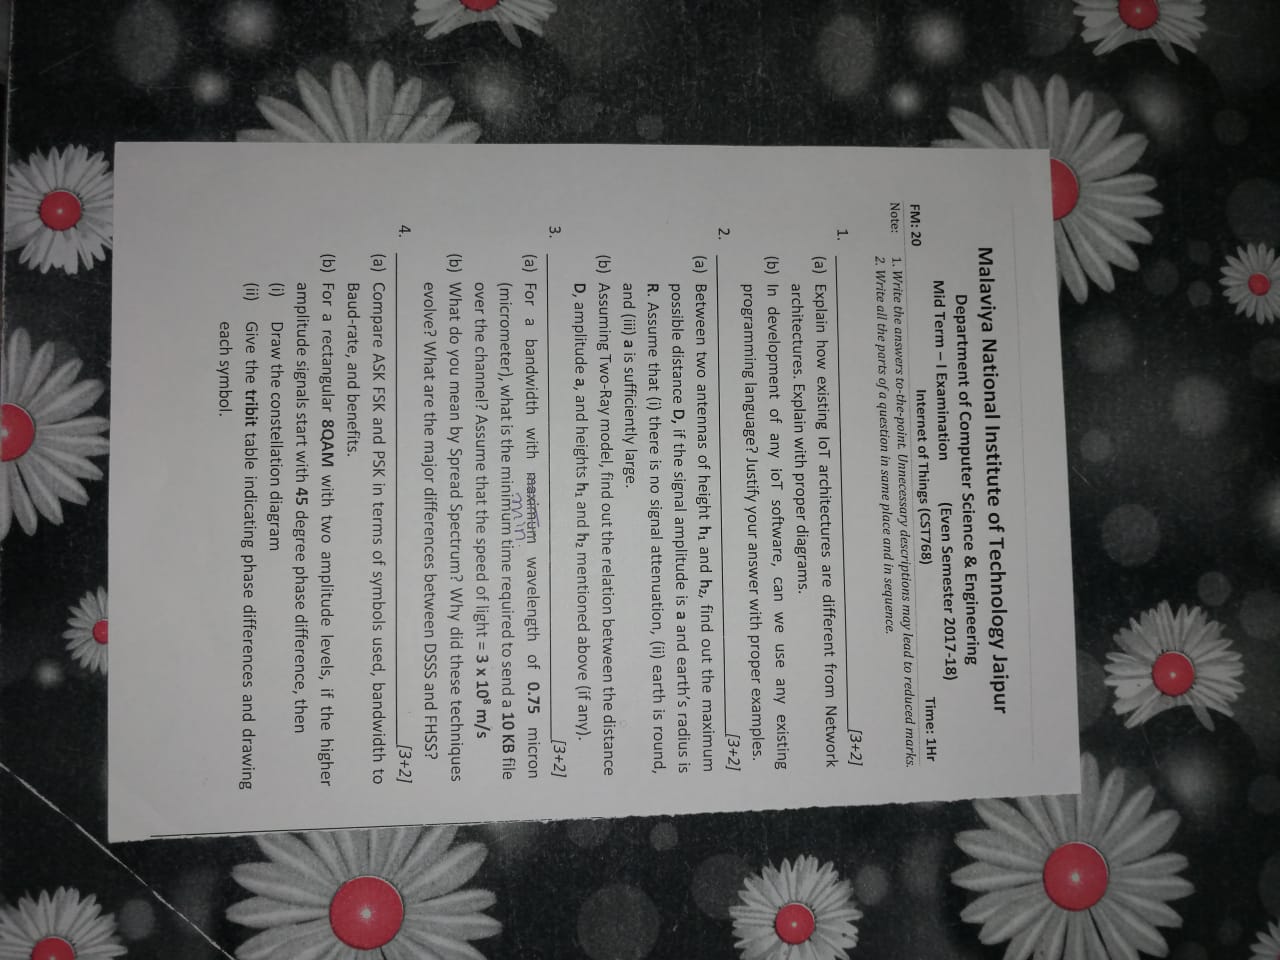 Malaviya National Institute of Technology Jaipur
Department of Computer Science & Engineering
Mid Term – I Examination (Even Semester 2017-18)
FM: 20 Internet of Things (CST768) Time: 1Hr
Note: 1. Write the answers to-the-point. Unnecessary descriptions may lead to reduced marks.
2. Write all the parts of a question in same place and in sequence.
1. [3+2]
(a) Explain how existing IoT architectures are different from Network
architectures. Explain with proper diagrams.
(b) In development of any ioT software, can we use any existing
programming language? Justify your answer with proper examples.
2. [3+2]
(a) Between two antennas of height h₁ and h₂, find out the maximum
possible distance D, if the signal amplitude is a and earth's radius is
R. Assume that (i) there is no signal attenuation, (ii) earth is round,
and (iii) a is sufficiently large.
(b) Assuming Two-Ray model, find out the relation between the distance
D, amplitude a, and heights h₁ and h₂ mentioned above (if any).
3. [3+2]
(a) For a bandwidth with maximum wavelength of 0.75 micron
min.
(micrometer), what is the minimum time required to send a 10 KB file
over the channel? Assume that the speed of light = 3 x 10⁸ m/s
(b) What do you mean by Spread Spectrum? Why did these techniques
evolve? What are the major differences between DSSS and FHSS?
4. [3+2]
(a) Compare ASK FSK and PSK in terms of symbols used, bandwidth to
Baud-rate, and benefits.
(b) For a rectangular 8QAM with two amplitude levels, if the higher
amplitude signals start with 45 degree phase difference, then
(i) Draw the constellation diagram
(ii) Give the tribit table indicating phase differences and drawing
each symbol.